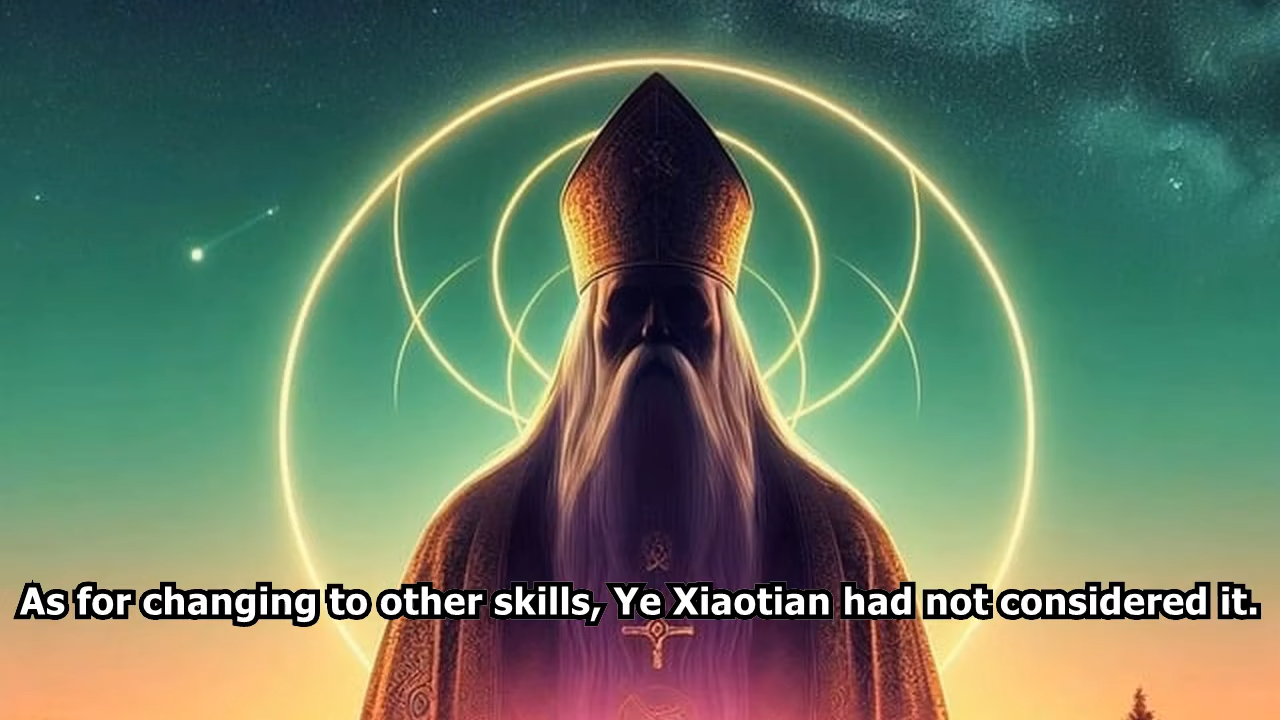 As for changing to other skills, Ye Xiaotian had not considered it.